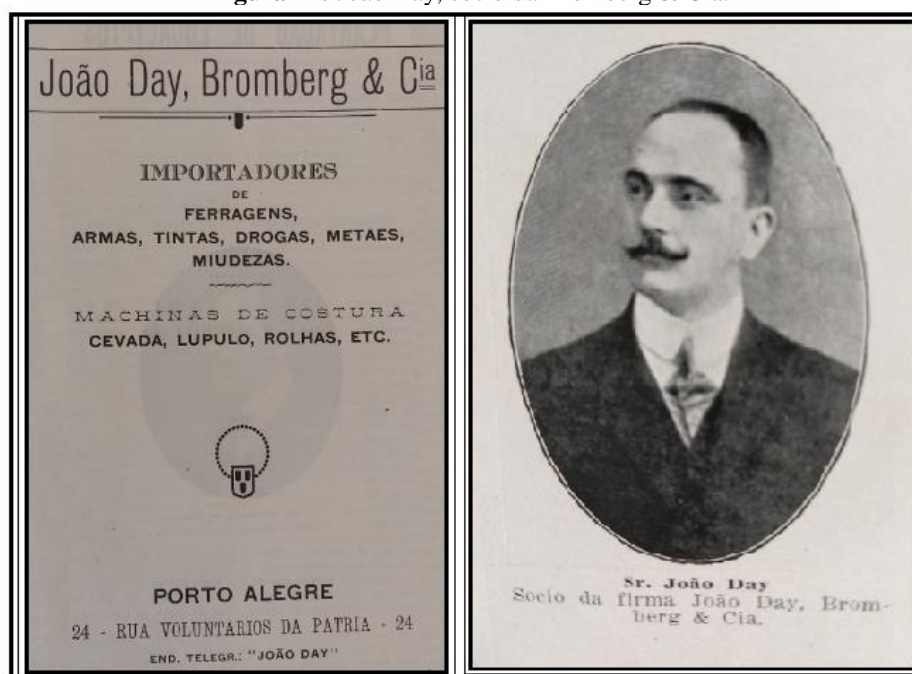 João Day, Bromberg & Cia
IMPORTADORES
DE
FERRAGENS,
ARMAS, TINTAS, DROGAS, METAES,
MIUDEZAS.
MACHINAS DE COSTURA
CEVADA, LUPULO, ROLHAS, ETC.
PORTO ALEGRE
24 - RUA VOLUNTARIOS DA PATRIA - 24
END. TELEGR.: "JOÃO DAY"
Sr. João Day
Socio da firma João Day, Brom-
berg & Cia.